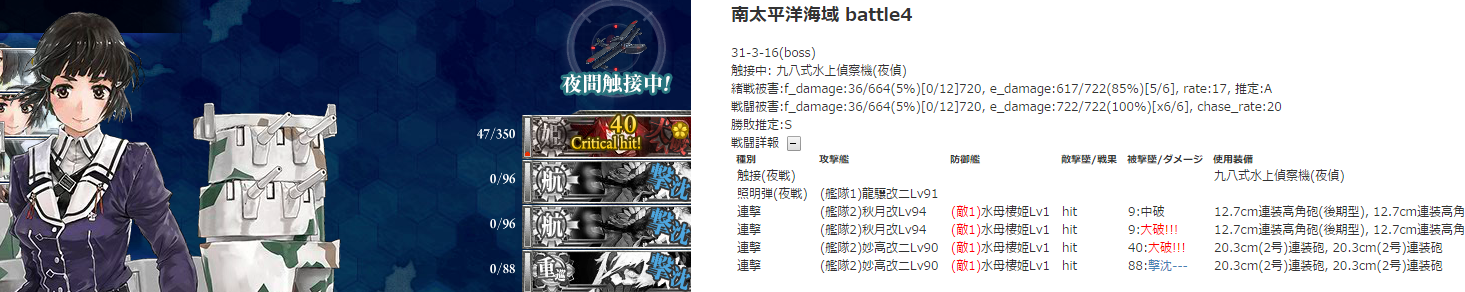 夜間触接中!
47/350
姫
40
Critical hit!
0/96
航
撃沈
0/96
航
撃沈
0/88
重
撃沈
南太平洋海域 battle4
31-3-16(boss)
触接中: 九八式水上偵察機(夜偵)
緒戦被害:f_damage:36/664(5%)[0/12]720, e_damage:617/722(85%)[5/6], rate:17, 推定:A
戦闘被害:f_damage:36/664(5%)[0/12]720, e_damage:722/722(100%)[x6/6], chase_rate:20
勝敗推定:S
戦闘詳報 −
種別 攻撃艦 防御艦 敵撃墜/戦果 被撃墜/ダメージ 使用装備
触接(夜戦) 九八式水上偵察機(夜偵)
照明弾(夜戦) (艦隊1)龍驤改二Lv91
連撃 (艦隊2)秋月改Lv94 (敵1)水母棲姫Lv1 hit 9:中破 12.7cm連装高角砲(後期型), 12.7cm連装高角
連撃 (艦隊2)秋月改Lv94 (敵1)水母棲姫Lv1 hit 9:大破!!! 12.7cm連装高角砲(後期型), 12.7cm連装高角
連撃 (艦隊2)妙高改二Lv90 (敵1)水母棲姫Lv1 hit 40:大破!!! 20.3cm(2号)連装砲, 20.3cm(2号)連装砲
連撃 (艦隊2)妙高改二Lv90 (敵1)水母棲姫Lv1 hit 88:撃沈--- 20.3cm(2号)連装砲, 20.3cm(2号)連装砲